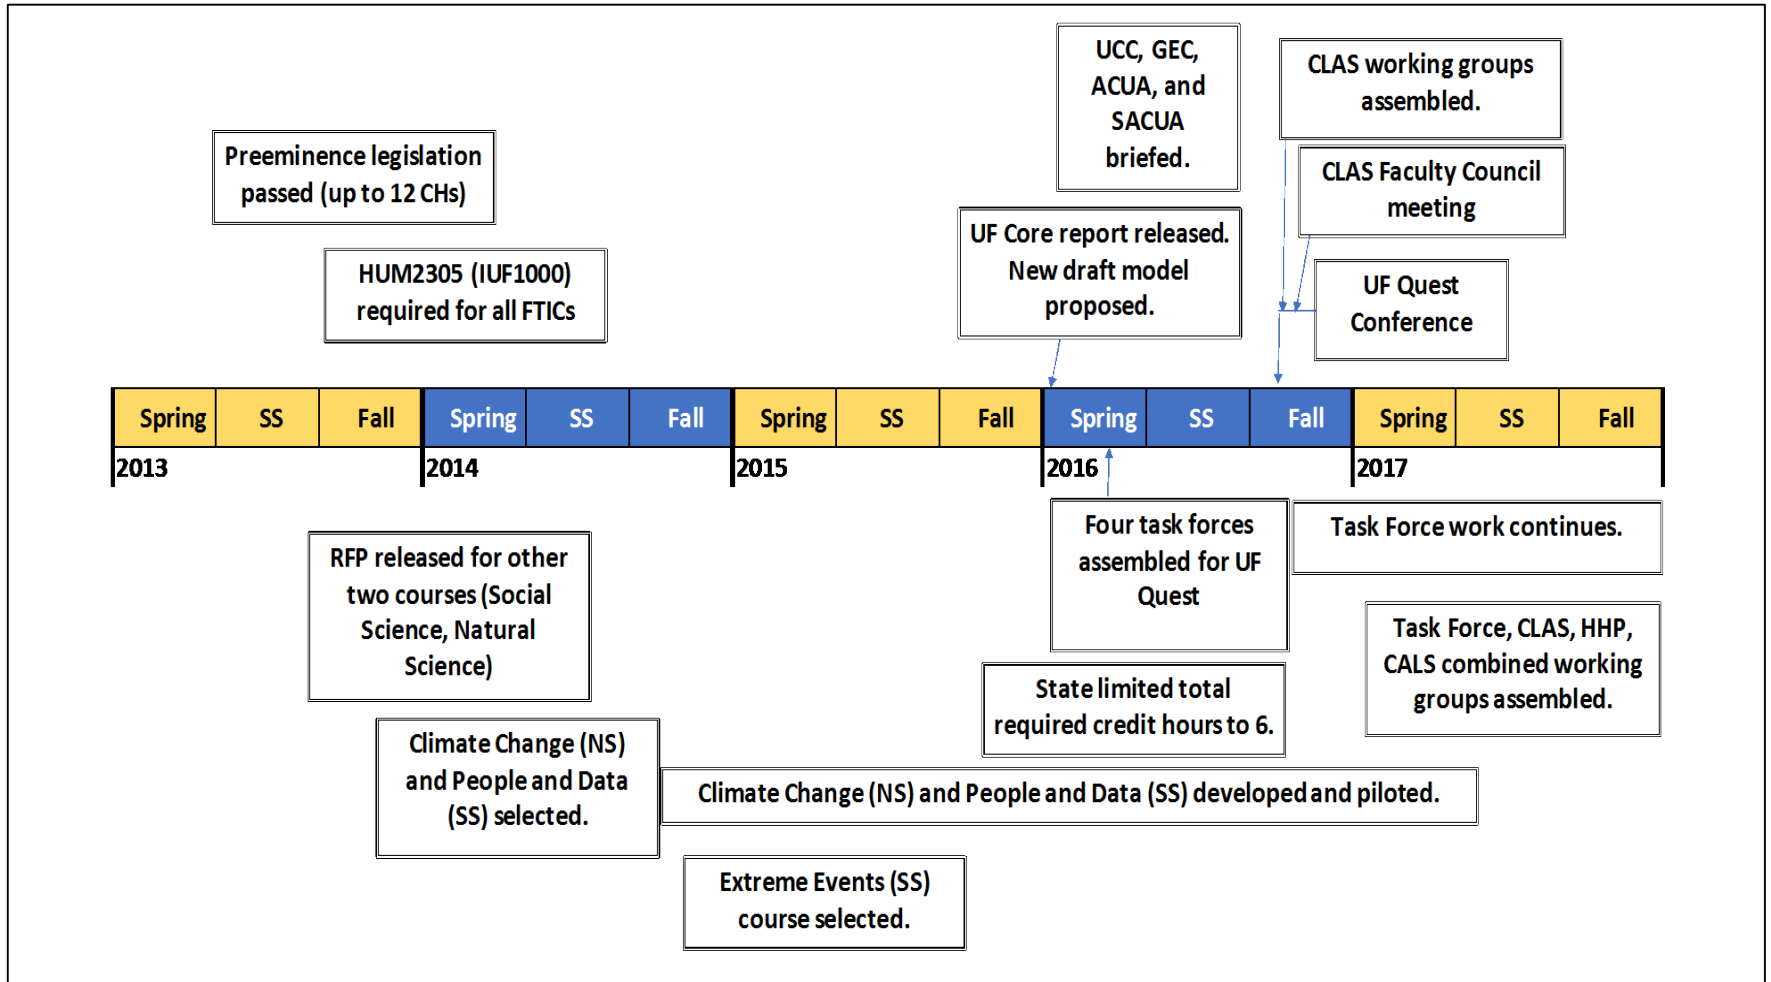 UCC, GEC,
ACUA, and
SACUA
briefed.
CLAS working groups
assembled.
Preeminence legislation
passed (up to 12 CHs)
CLAS Faculty Council
meeting
HUM2305 (IUF1000)
required for all FTICs
UF Core report released.
New draft model
proposed.
UF Quest
Conference
Spring SS Fall Spring SS Fall Spring SS Fall Spring SS Fall Spring SS Fall
2013 2014 2015 2016 2017
RFP released for other
two courses (Social
Science, Natural
Science)
Four task forces
assembled for UF
Quest
Task Force work continues.
Task Force, CLAS, HHP,
CALS combined working
groups assembled.
State limited total
required credit hours to 6.
Climate Change (NS)
and People and Data
(SS) selected.
Climate Change (NS) and People and Data (SS) developed and piloted.
Extreme Events (SS)
course selected.